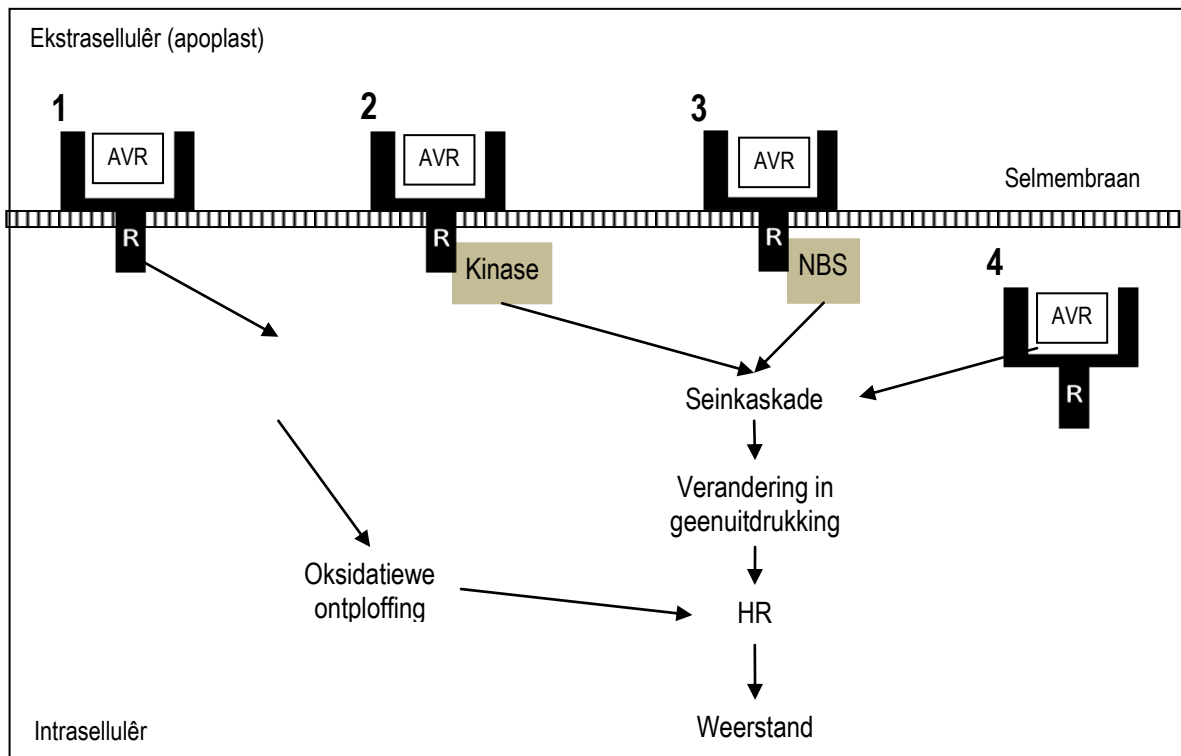 Ekstrasellulêr (apoplast)
1
2
3
AVR
AVR
AVR
Selmembraan
R
R
R
Kinase
NBS
4
AVR
R
Seinkaskade
Verandering in
geenuitdrukking
Oksidatiewe
ontploffing
HR
Weerstand
Intrasellulêr